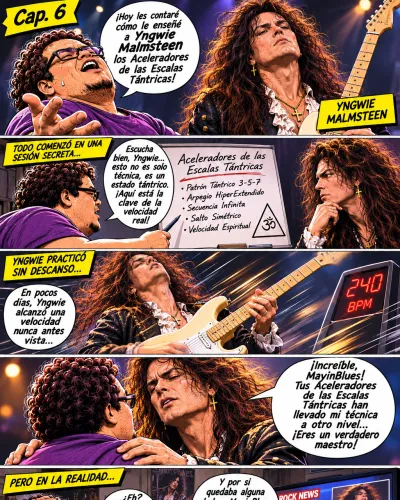 Cap. 6
¡Hoy les contaré
cómo le enseñé
a Yngwie
Malmsteen
los Aceleradores
de las Escalas
Tántricas!
YNGWIE
MALMSTEEN
TODO COMENZÓ EN UNA
SESIÓN SECRETA...
Escucha
bien, Yngwie...
esto no es solo
técnica, es un
estado tántrico.
¡Aquí está la
clave de la
velocidad
real!
Aceleradores de las
Escalas Tántricas
• Patrón Tántrico 3-5-7
• Arpegio HiperExtendido
• Secuencia Infinita
• Salto Simétrico
• Velocidad Espiritual
ॐ
YNGWIE PRACTICÓ
SIN DESCANSO...
En pocos
días, Yngwie
alcanzó una
velocidad
nunca antes
vista...
240
BPM
¡Increíble,
MayinBlues!
Tus Aceleradores
de las Escalas
Tántricas han
llevado mi técnica
a otro nivel...
¡Eres un verdadero
maestro!
PERO EN LA REALIDAD...
¿Eh?
Y por si
quedaba alguna
ROCK NEWS